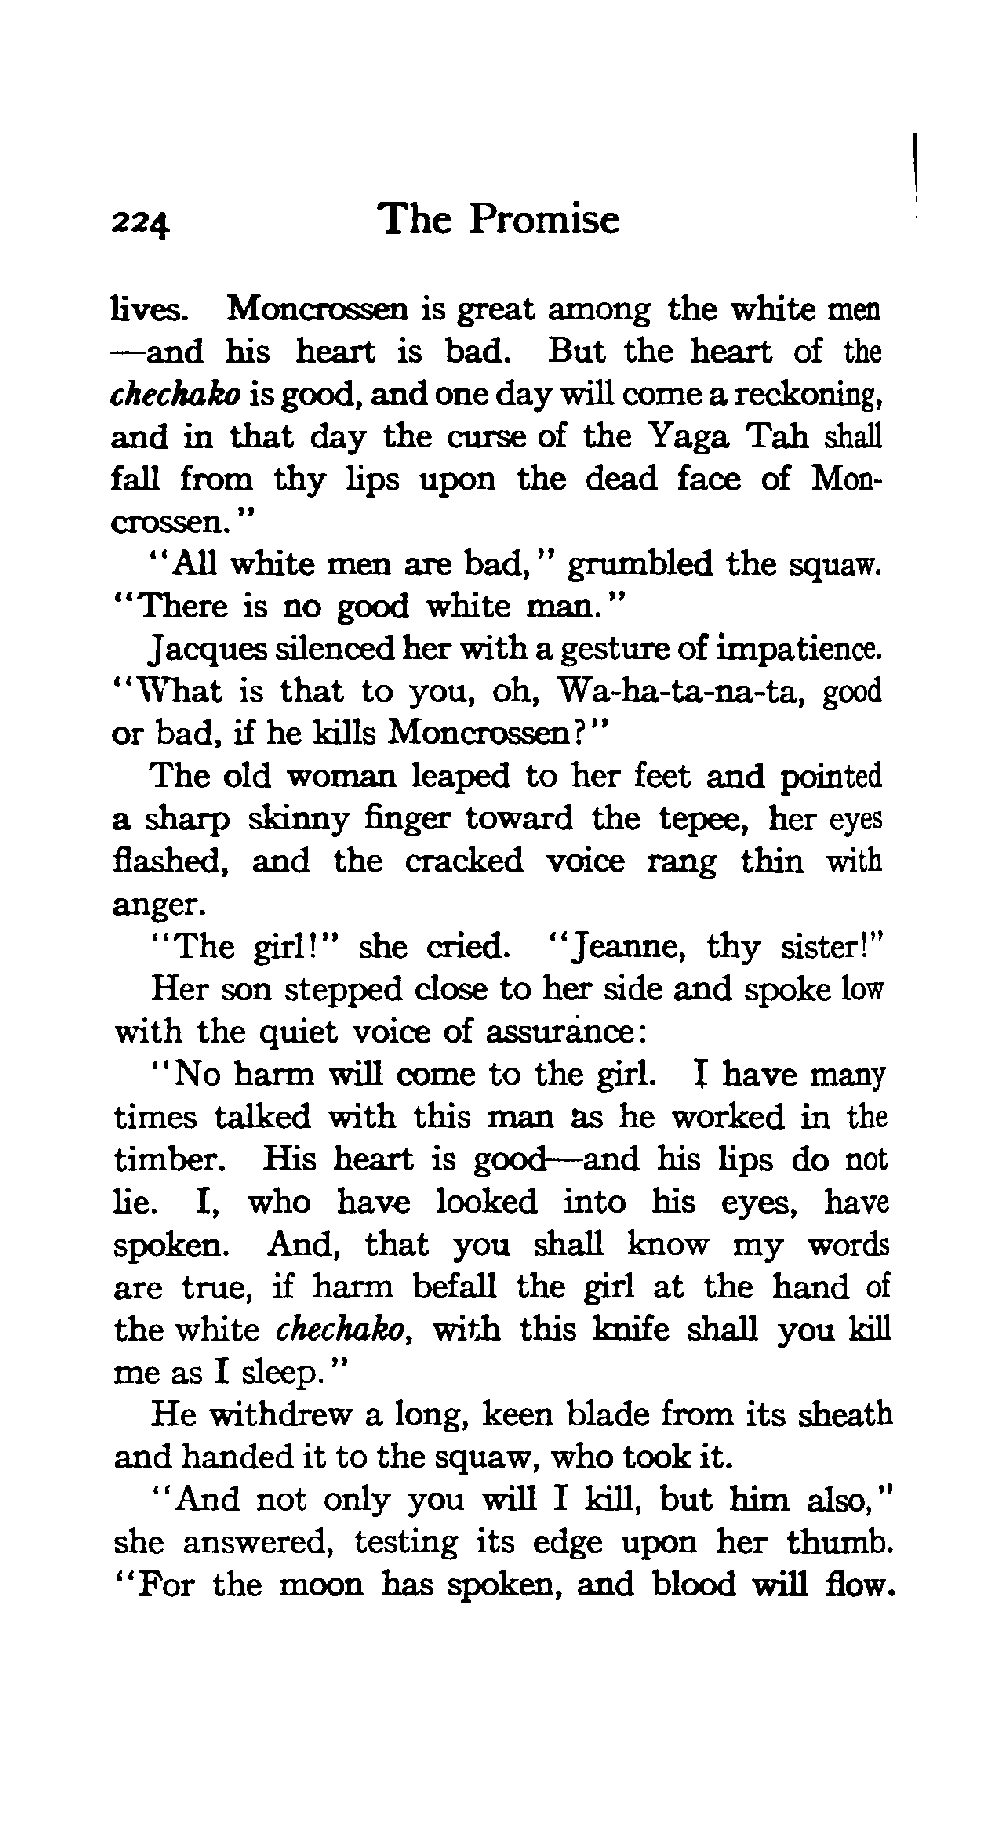 224 The Promise
lives. Moncrossen is great among the white men
—and his heart is bad. But the heart of the
chechako is good, and one day will come a reckoning,
and in that day the curse of the Yaga Tah shall
fall from thy lips upon the dead face of Mon-
crossen."
"All white men are bad," grumbled the squaw.
"There is no good white man."
Jacques silenced her with a gesture of impatience.
"What is that to you, oh, Wa-ha-ta-na-ta, good
or bad, if he kills Moncrossen?"
The old woman leaped to her feet and pointed
a sharp skinny finger toward the tepee, her eyes
flashed, and the cracked voice rang thin with
anger.
"The girl!" she cried. "Jeanne, thy sister!"
Her son stepped close to her side and spoke low
with the quiet voice of assurance:
"No harm will come to the girl. I have many
times talked with this man as he worked in the
timber. His heart is good—and his lips do not
lie. I, who have looked into his eyes, have
spoken. And, that you shall know my words
are true, if harm befall the girl at the hand of
the white chechako, with this knife shall you kill
me as I sleep."
He withdrew a long, keen blade from its sheath
and handed it to the squaw, who took it.
"And not only you will I kill, but him also,"
she answered, testing its edge upon her thumb.
"For the moon has spoken, and blood will flow.